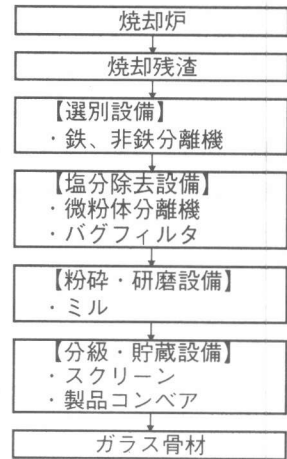 焼却炉
焼却残渣
【選別設備】
・鉄、非鉄分離機
【塩分除去設備】
・微粉体分離機
・バグフィルタ
【粉砕・研磨設備】
・ミル
【分級・貯蔵設備】
・スクリーン
・製品コンベア
ガラス骨材